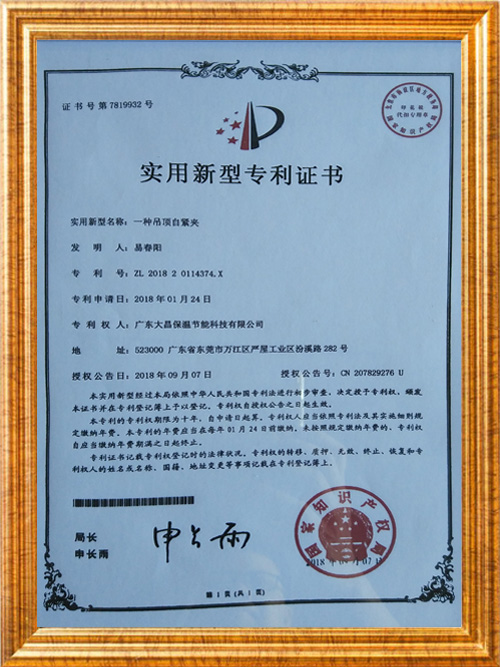 证书号第7819932号
实用新型专利证书
实用新型名称：一种吊顶自紧夹
发明人：易春阳
专利号：ZL 2018 2 0114374.X
专利申请日：2018年01月24日
专利权人：广东大昌保温节能科技有限公司
地址：523000 广东省东莞市万江区严屋工业区汾溪路282号
授权公告日：2018年09月07日 授权公告号：CN 207829276 U
本实用新型经过本局依照中华人民共和国专利法进行初步审查，决定授予专利权，颁发
本证书并在专利登记簿上予以登记。专利权自授权公告之日起生效。
本专利的专利权期限为十年，自申请日起算。专利权人应当依照专利法及其实施细则规
定缴纳年费。本专利的年费应当在每年01月24日前缴纳。未按照规定缴纳年费的，专利权
自应当缴纳年费期满之日起终止。
专利证书记载专利权登记时的法律状况。专利权的转移、质押、无效、终止、恢复和专
利权人的姓名或名称、国籍、地址变更等事项记载在专利登记簿上。
局长
申长雨
申长雨
国家知识产权局
2018年09月07日
第1页(共1页)